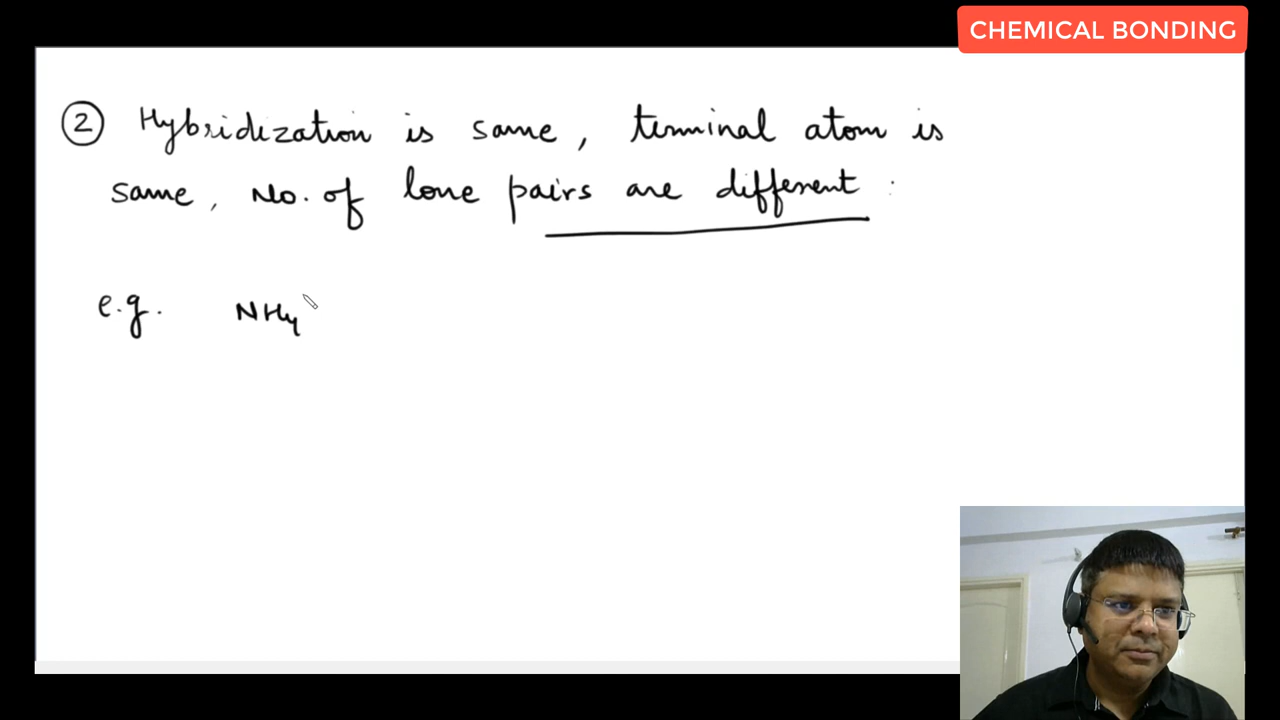 CHEMICAL BONDING
② Hybridization is same, terminal atom is
same, No. of lone pairs are different :
e.g. NH4